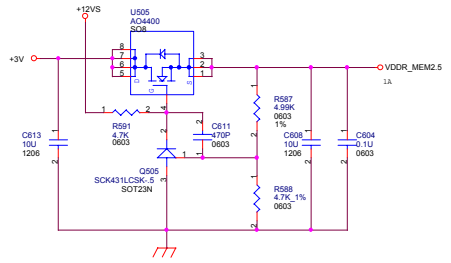 +12VS
U505
AO4400
SO8
+3V
8
7
6
5
D
G
S
3
2
1
VDDR_MEM2.5
1A
4
1
2
R591
4.7K
0603
C611
470P
0603
2
1
R587
4.99K
0603
1%
1
2
C613
10U
1206
1
2
C608
10U
1206
1
2
C604
0.1U
0603
1
2
2
1
3
Q505
SCK431LCSK-.5
SOT23N
R588
4.7K_1%
0603
1
2